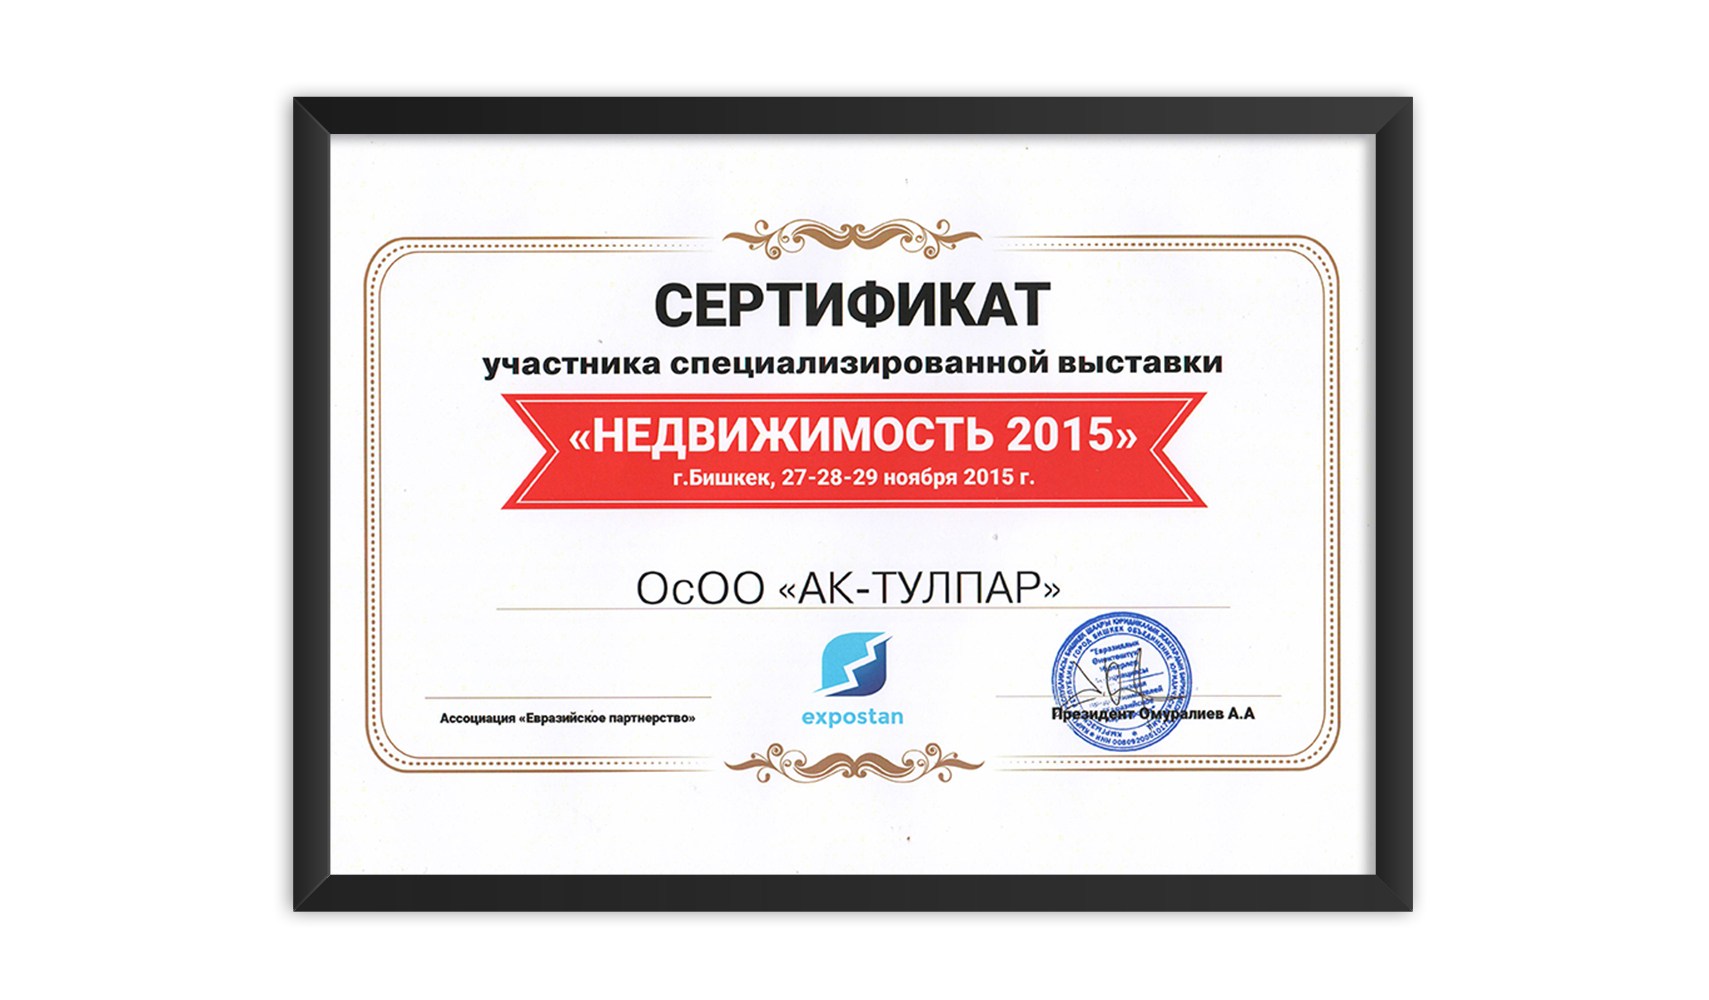 СЕРТИФИКАТ
участника специализированной выставки
«НЕДВИЖИМОСТЬ 2015»
г.Бишкек, 27-28-29 ноября 2015 г.
ОсОО «АК-ТУЛПАР»
expostan
Ассоциация «Евразийское партнерство»
Президент Омуралиев А.А